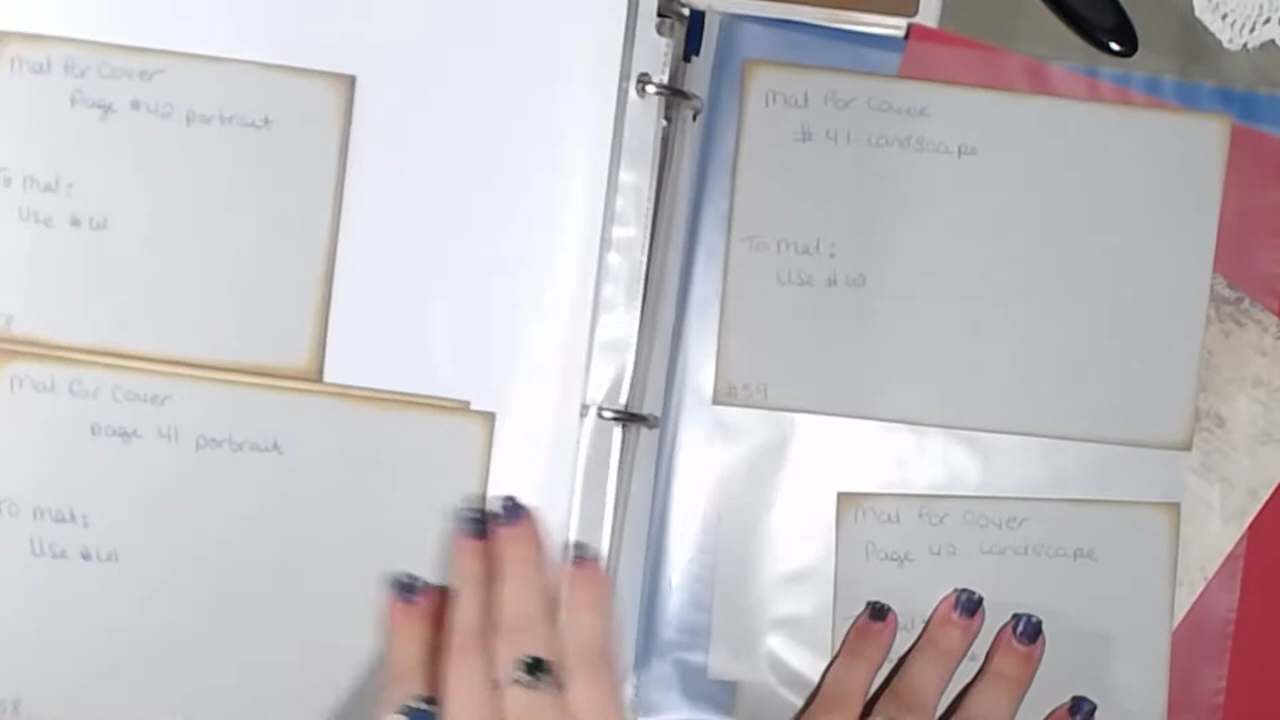 Mat for Cover
Page #42 portrait
To mat:
Use #61
Mat for Cover
page 41 portrait
To mat:
Use #61
Mat for Cover
# 41-Landscape
To mat:
Use #60
#59
Mat for Cover
Page 42 Landscape